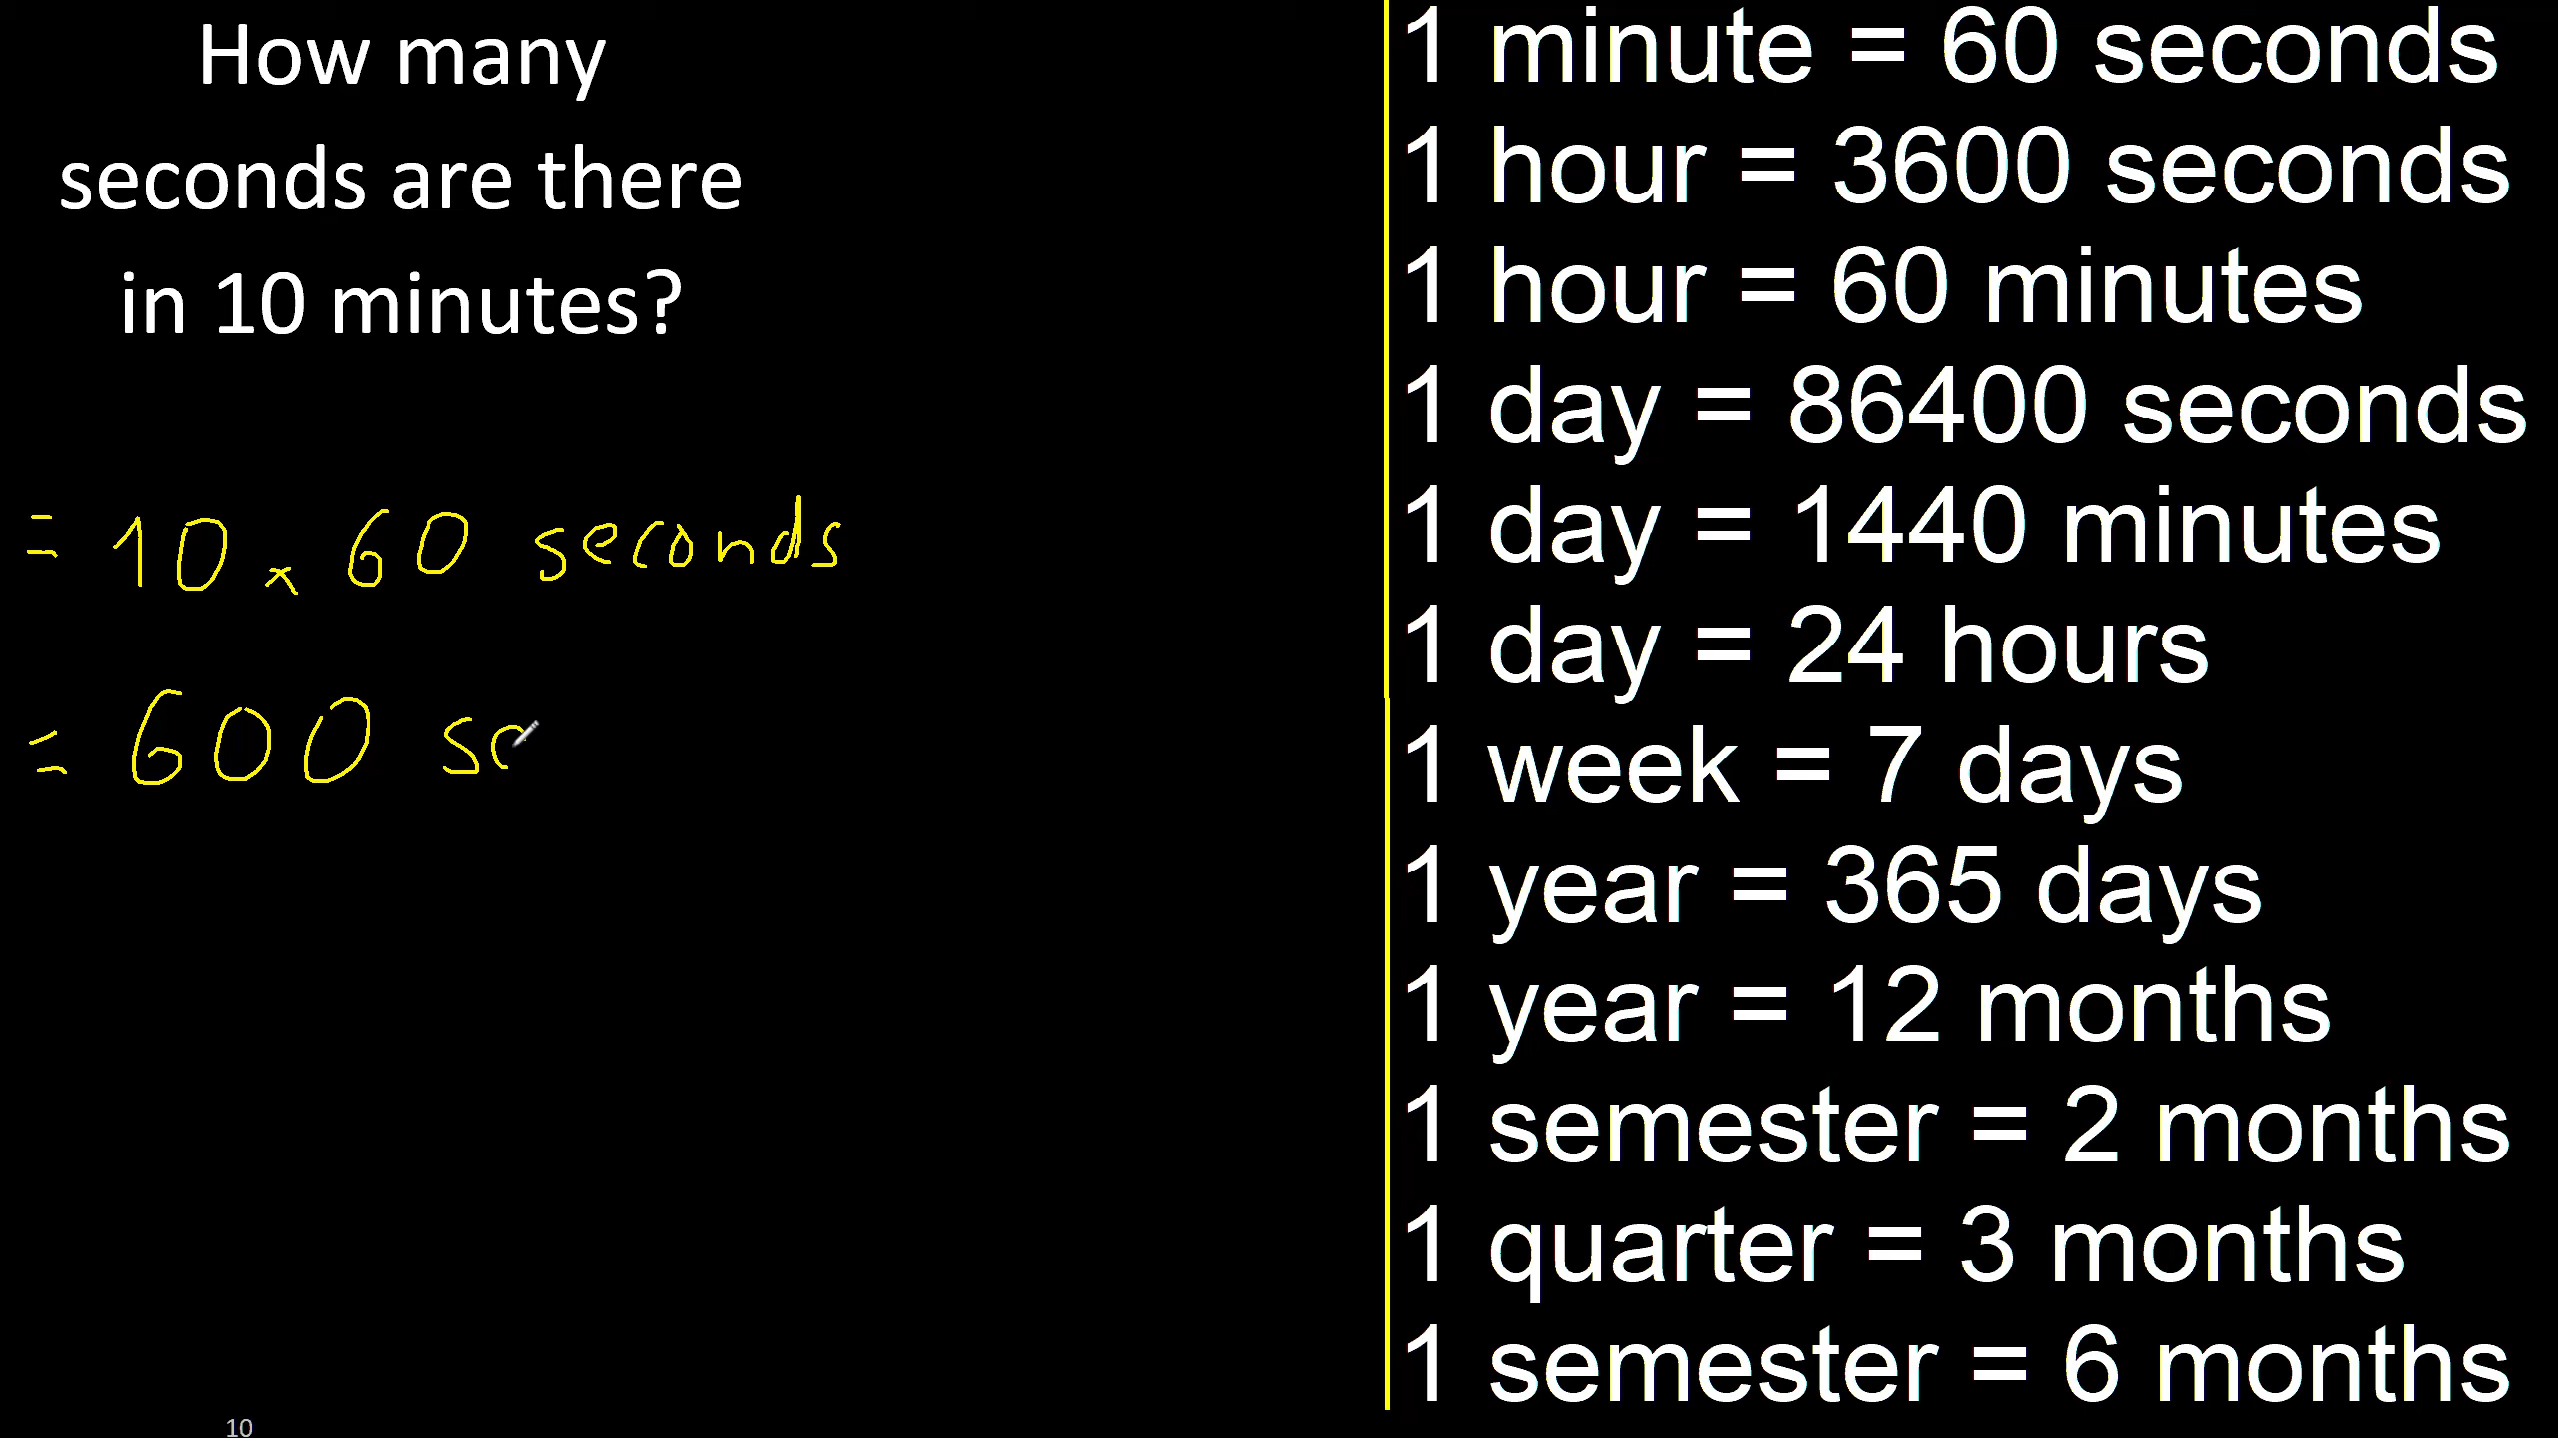 How many
seconds are there
in 10 minutes?
= 10 × 60 seconds
= 600 se
10
1 minute = 60 seconds
1 hour = 3600 seconds
1 hour = 60 minutes
1 day = 86400 seconds
1 day = 1440 minutes
1 day = 24 hours
1 week = 7 days
1 year = 365 days
1 year = 12 months
1 semester = 2 months
1 quarter = 3 months
1 semester = 6 months